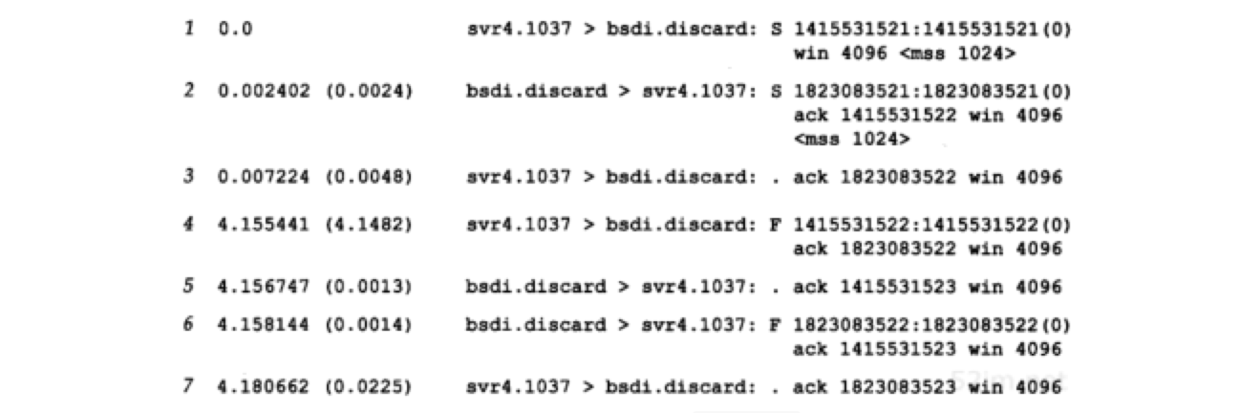 1 0.0 svr4.1037 > bsdi.discard: S 1415531521:1415531521(0)
win 4096 <mss 1024>
2 0.002402 (0.0024) bsdi.discard > svr4.1037: S 1823083521:1823083521(0)
ack 1415531522 win 4096
<mss 1024>
3 0.007224 (0.0048) svr4.1037 > bsdi.discard: . ack 1823083522 win 4096
4 4.155441 (4.1482) svr4.1037 > bsdi.discard: F 1415531522:1415531522(0)
ack 1823083522 win 4096
5 4.156747 (0.0013) bsdi.discard > svr4.1037: . ack 1415531523 win 4096
6 4.158144 (0.0014) bsdi.discard > svr4.1037: F 1823083522:1823083522(0)
ack 1415531523 win 4096
7 4.180662 (0.0225) svr4.1037 > bsdi.discard: . ack 1823083523 win 4096